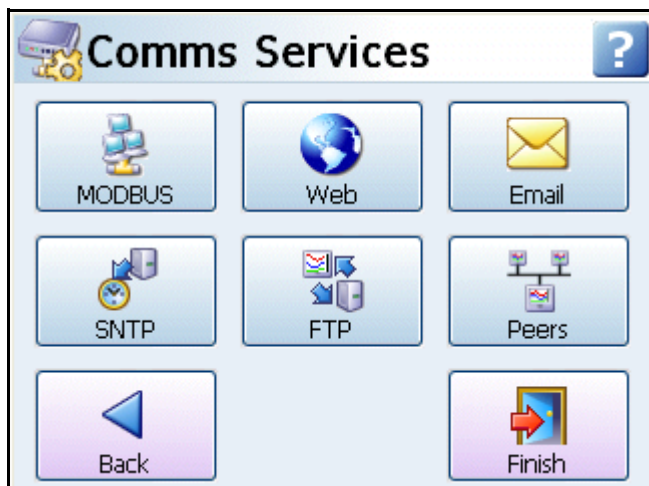 Comms Services
?
MODBUS
Web
Email
SNTP
FTP
Peers
Back
Finish